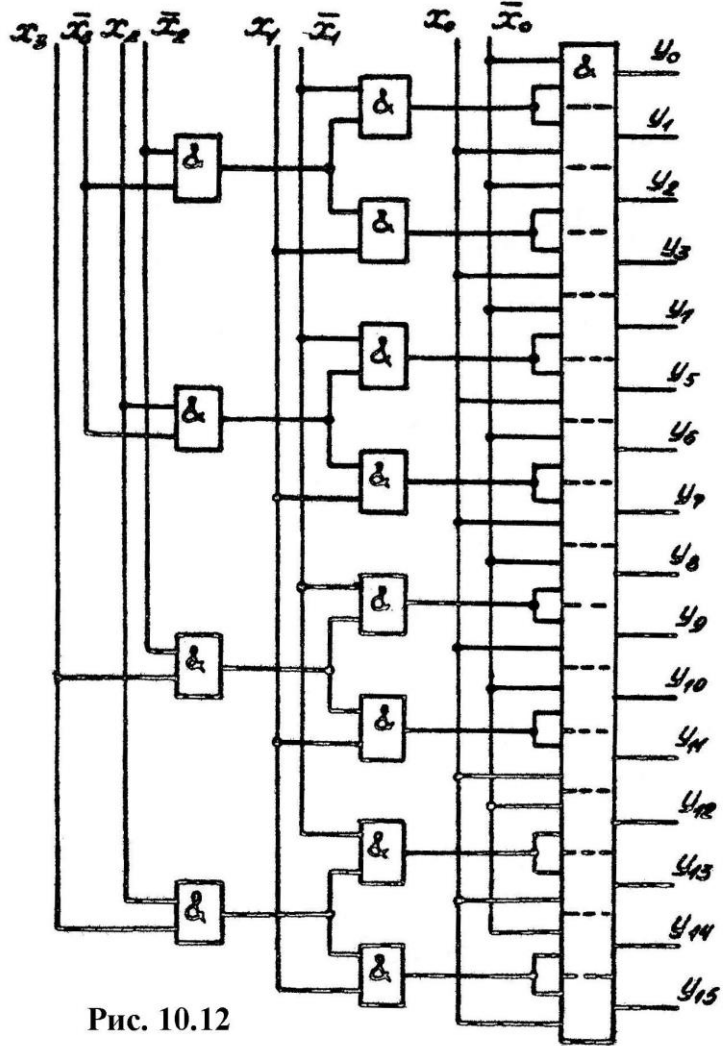 x₃ x̄₃ x₂ x̄₂ x₁ x̄₁ x₀ x̄₀
& y₀
&
y₁
& y₂
&
y₃
y₁
&
& y₅
y₆
&
y₇
y₈
&
y₉
&
y₁₀
&
y₁₁
y₁₂
&
y₁₃
&
y₁₄
&
y₁₅
Рис. 10.12